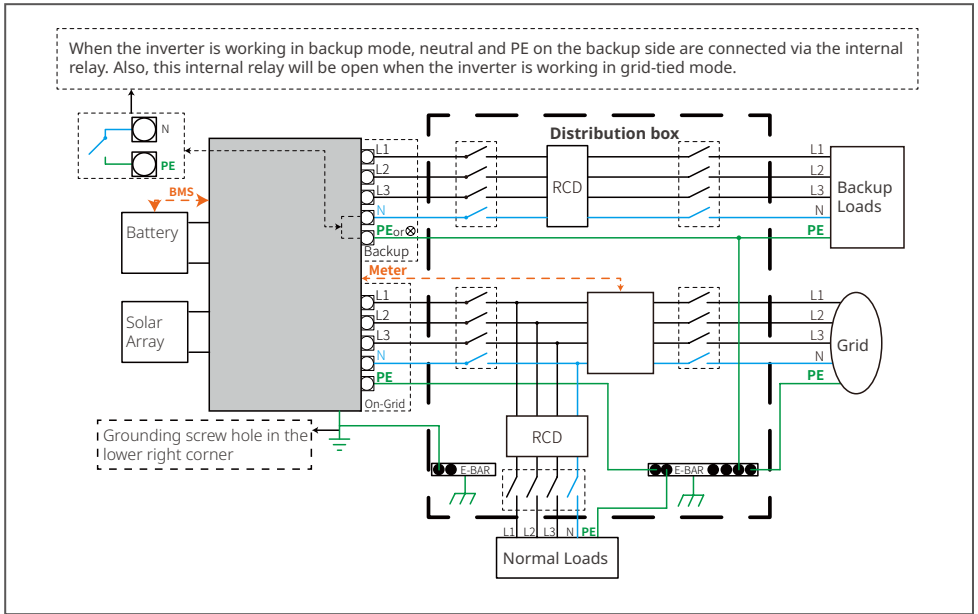 When the inverter is working in backup mode, neutral and PE on the backup side are connected via the internal
relay. Also, this internal relay will be open when the inverter is working in grid-tied mode.
N
PE
BMS
Battery
Solar
Array
Grounding screw hole in the
lower right corner
L1
L2
L3
N
PE or
Backup
Meter
L1
L2
L3
N
PE
On-Grid
Distribution box
RCD
L1
L2
L3
N
PE
Backup
Loads
L1
L2
L3
N
PE
Grid
RCD
E-BAR
E-BAR
L1 L2 L3 N PE
Normal Loads